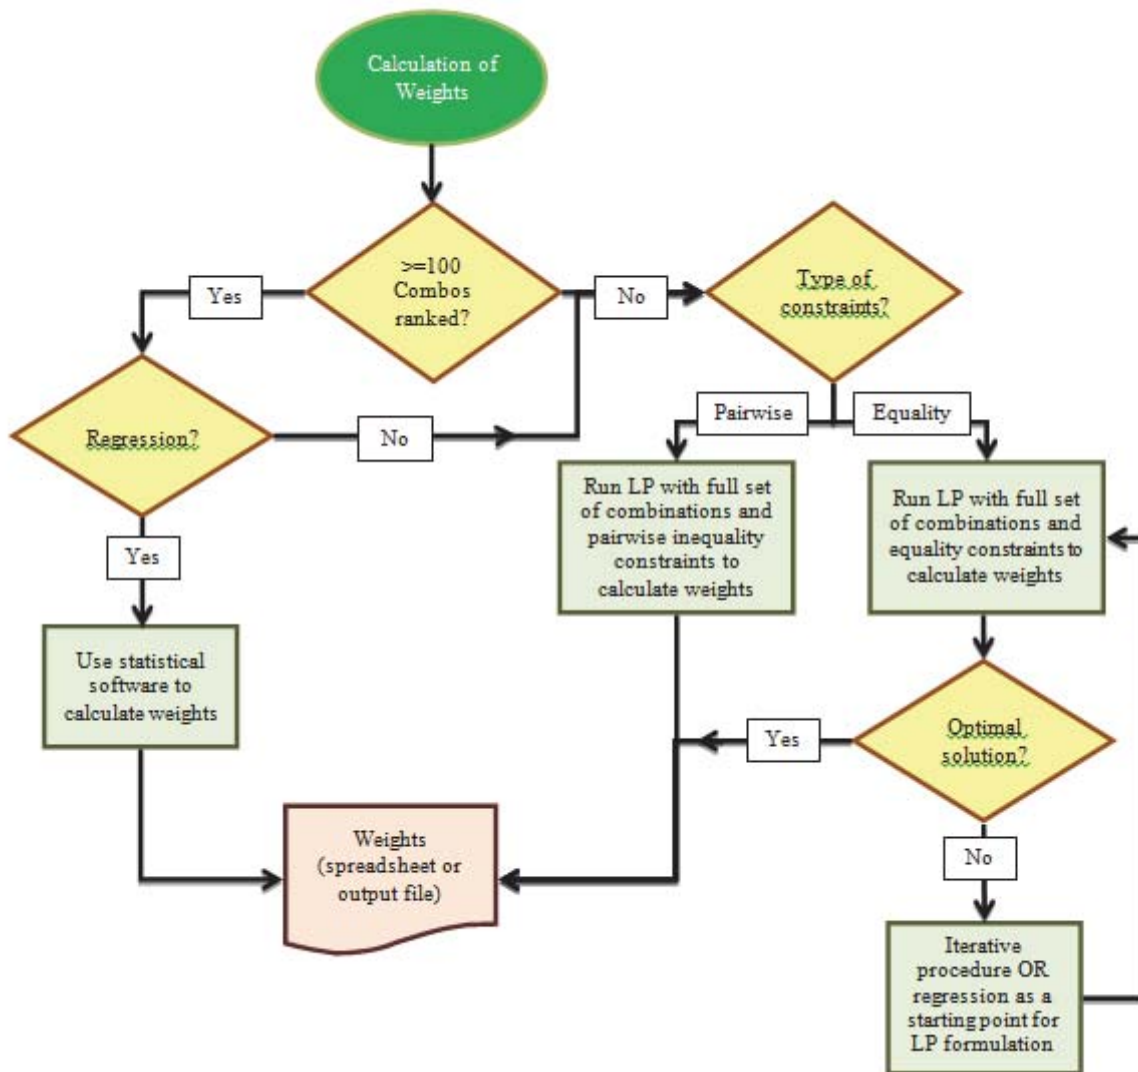 Calculation of
Weights
>=100
Combos
ranked?
Yes
No
Type of
constraints?
Regression?
No
Pairwise
Equality
Run LP with full set
of combinations and
pairwise inequality
constraints to
calculate weights
Run LP with full set
of combinations and
equality constraints to
calculate weights
Yes
Use statistical
software to
calculate weights
Yes
Optimal
solution?
Weights
(spreadsheet or
output file)
No
Iterative
procedure OR
regression as a
starting point for
LP formulation